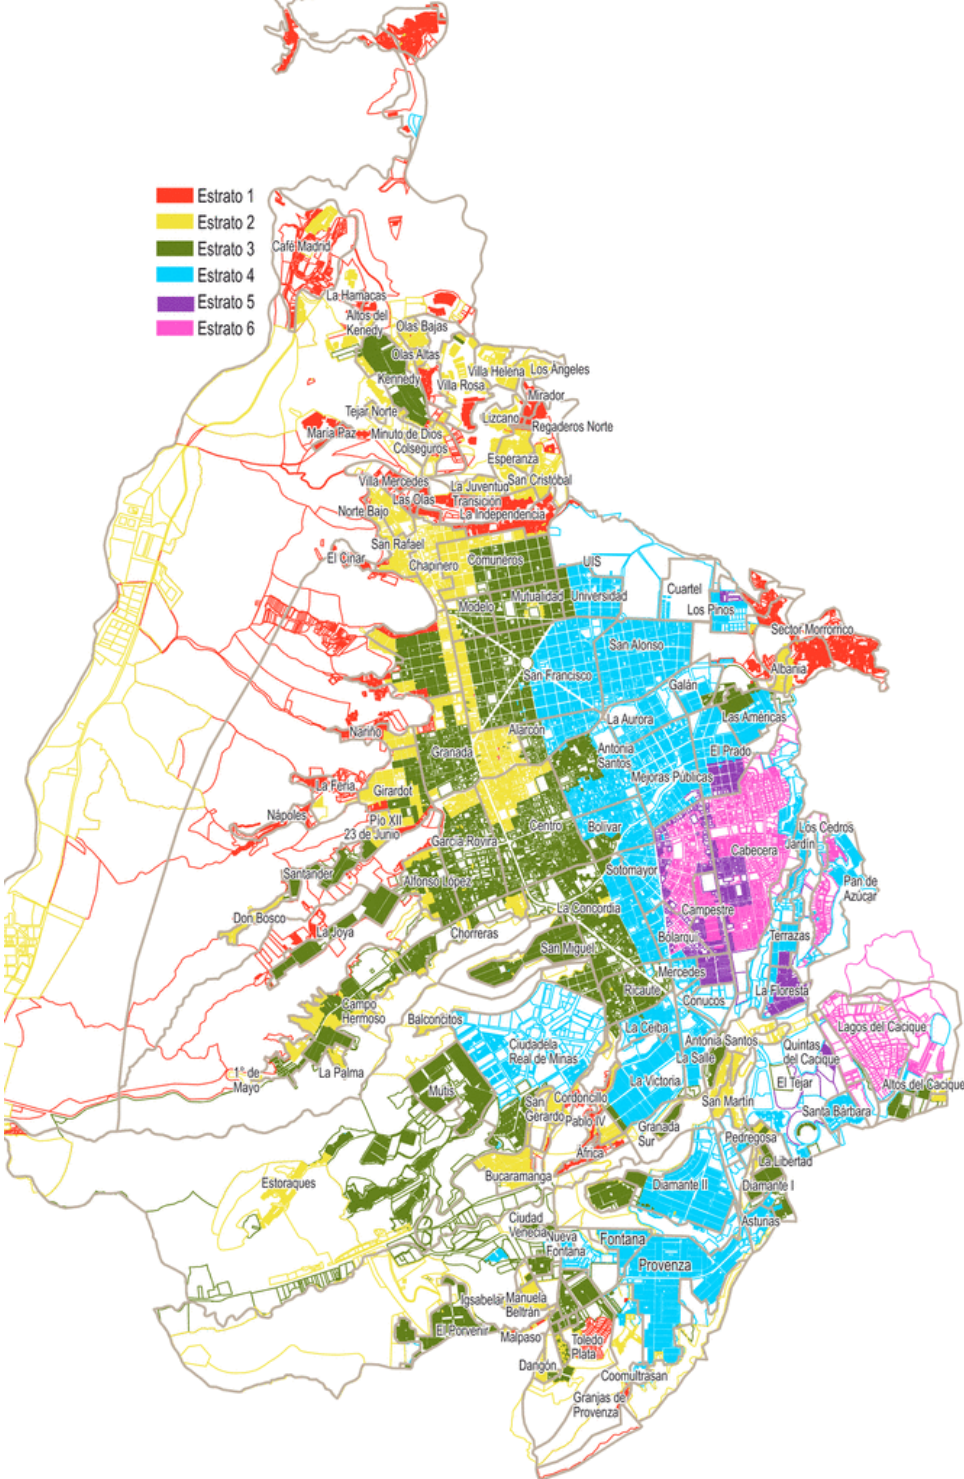 Estrato 1
Estrato 2
Estrato 3
Estrato 4
Estrato 5
Estrato 6
Café Madrid
La Hamacas
Altos del
Kenedy
Olas Bajas
Olas Altas
Kennedy
Villa Helena
Los Angeles
Villa Rosa
Mirador
Tejar Norte
Lizcano
Regaderos Norte
Maria Paz
Minuto de Dios
Colseguros
Esperanza
Villa Mercedes
La Juventud
San Cristóbal
Las Olas
Transición
Norte Bajo
La Independencia
San Rafael
El Cinar
Chapinero
Comuneros
UIS
Cuartel
Modelo
Mutualidad
Universidad
Los Pinos
Sector Morrorrico
San Alonso
San Francisco
Albania
Galán
La Aurora
Las Américas
Nariño
Alarcón
Granada
Antonia
Santos
El Prado
Mejoras Públicas
La Feria
Girardot
Nápoles
Pio XII
23 de Junio
Centro
Bolívar
Los Cedros
Jardín
García Rovira
Cabecera
Santander
Alfonso López
Sotomayor
Pan de
Azúcar
Don Bosco
La Concordia
Campestre
La Joya
Chorreras
San Miguel
Bolarquí
Terrazas
Mercedes
Ricaute
La Floresta
Conucos
Campo
Hermoso
Balconcitos
La Ceiba
Lagos del Cacique
Ciudadela
Real de Minas
Antonia Santos
La Salle
Quintas
del Cacique
1° de
Mayo
La Palma
Mutis
La Victoria
El Tejar
Altos del Cacique
San
Gerardo
Cordoncillo
Pablo IV
San Martín
Santa Bárbara
Granada
Sur
Pedregosa
Africa
La Libertad
Bucaramanga
Estoraques
Diamante II
Diamante I
Ciudad
Venecia
Nueva
Fontana
Fontana
Asturias
Provenza
Igsabelar
Manuela
Beltrán
El Porvenir
Malpaso
Toledo
Plata
Dangón
Coomultrasan
Granjas de
Provenza